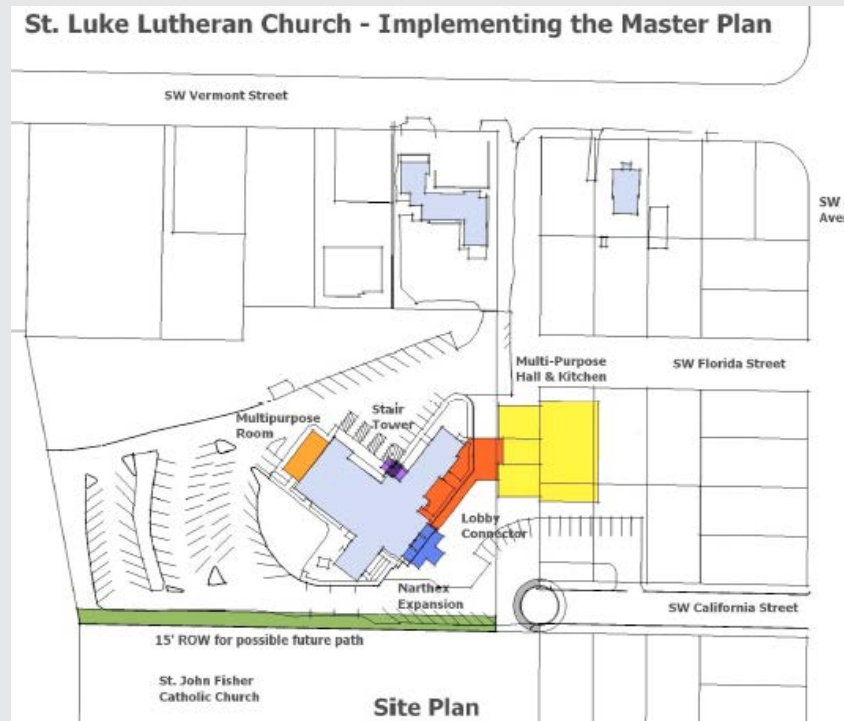 St. Luke Lutheran Church - Implementing the Master Plan
SW Vermont Street
SW
Aver
Multi-Purpose
Hall & Kitchen
SW Florida Street
Stair
Tower
Multipurpose
Room
Lobby
Connector
Narthex
Expansion
SW California Street
15' ROW for possible future path
St. John Fisher
Catholic Church
Site Plan